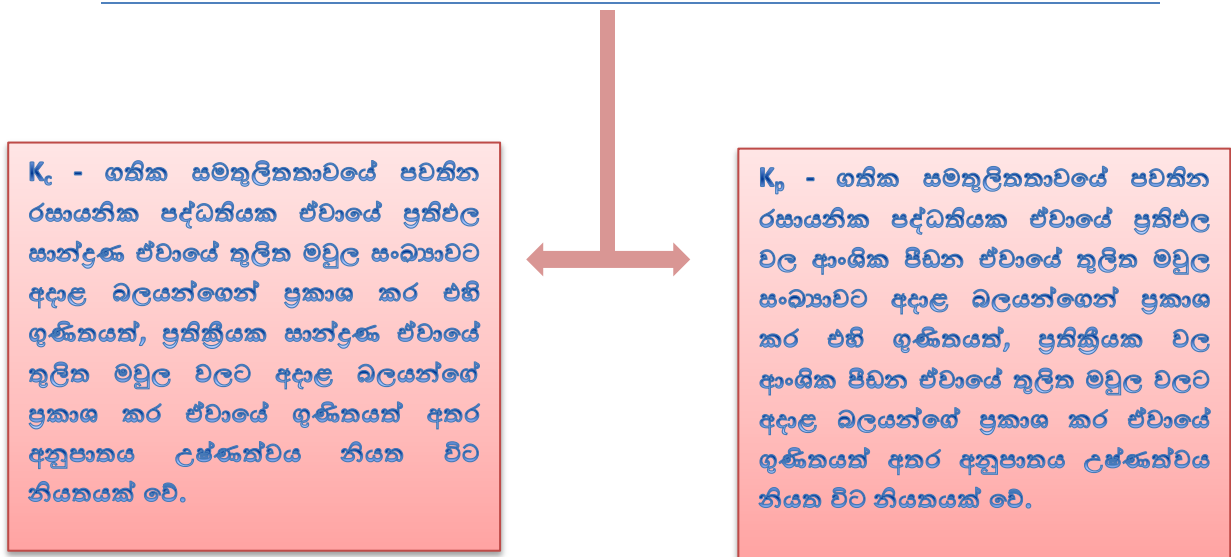 K꜀ - ගතික සමතුලිතතාවයේ පවතින
රසායනික පද්ධතියක ඒවායේ ප්‍රතිඵල
සාන්ද්‍රණ ඒවායේ තුලිත මවුල සංඛ්‍යාවට
අදාළ බලයන්ගෙන් ප්‍රකාශ කර එහි
ගුණිතයත්, ප්‍රතික්‍රීයක සාන්ද්‍රණ ඒවායේ
තුලිත මවුල වලට අදාළ බලයන්ගේ
ප්‍රකාශ කර ඒවායේ ගුණිතයත් අතර
අනුපාතය උෂ්ණත්වය නියත විට
නියතයක් වේ.
Kₚ - ගතික සමතුලිතතාවයේ පවතින
රසායනික පද්ධතියක ඒවායේ ප්‍රතිඵල
වල ආංශික පීඩන ඒවායේ තුලිත මවුල
සංඛ්‍යාවට අදාළ බලයන්ගෙන් ප්‍රකාශ
කර එහි ගුණිතයත්, ප්‍රතික්‍රීයක වල
ආංශික පීඩන ඒවායේ තුලිත මවුල වලට
අදාළ බලයන්ගේ ප්‍රකාශ කර ඒවායේ
ගුණිතයත් අතර අනුපාතය උෂ්ණත්වය
නියත විට නියතයක් වේ.